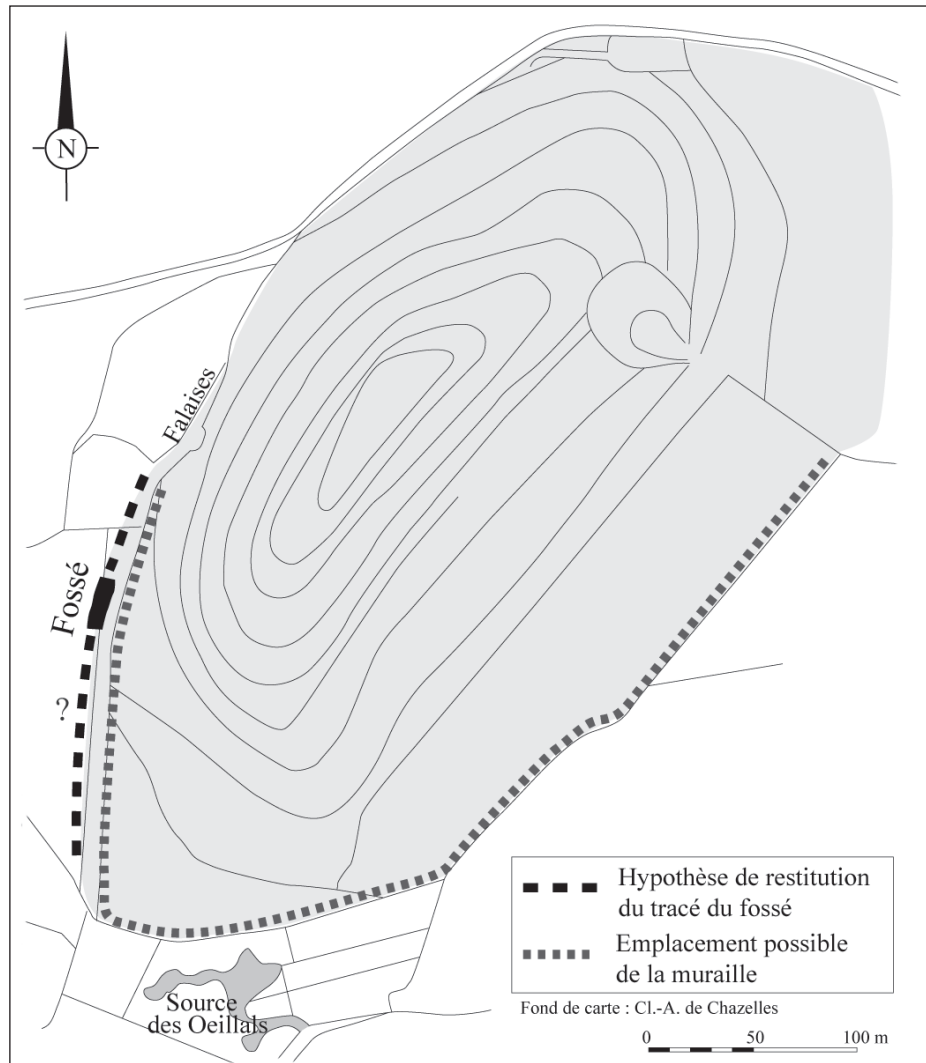 N
Falaises
Fossé
?
Source
des Oeillals
Hypothèse de restitution
du tracé du fossé
Emplacement possible
de la muraille
Fond de carte : Cl.-A. de Chazelles
0 100 m